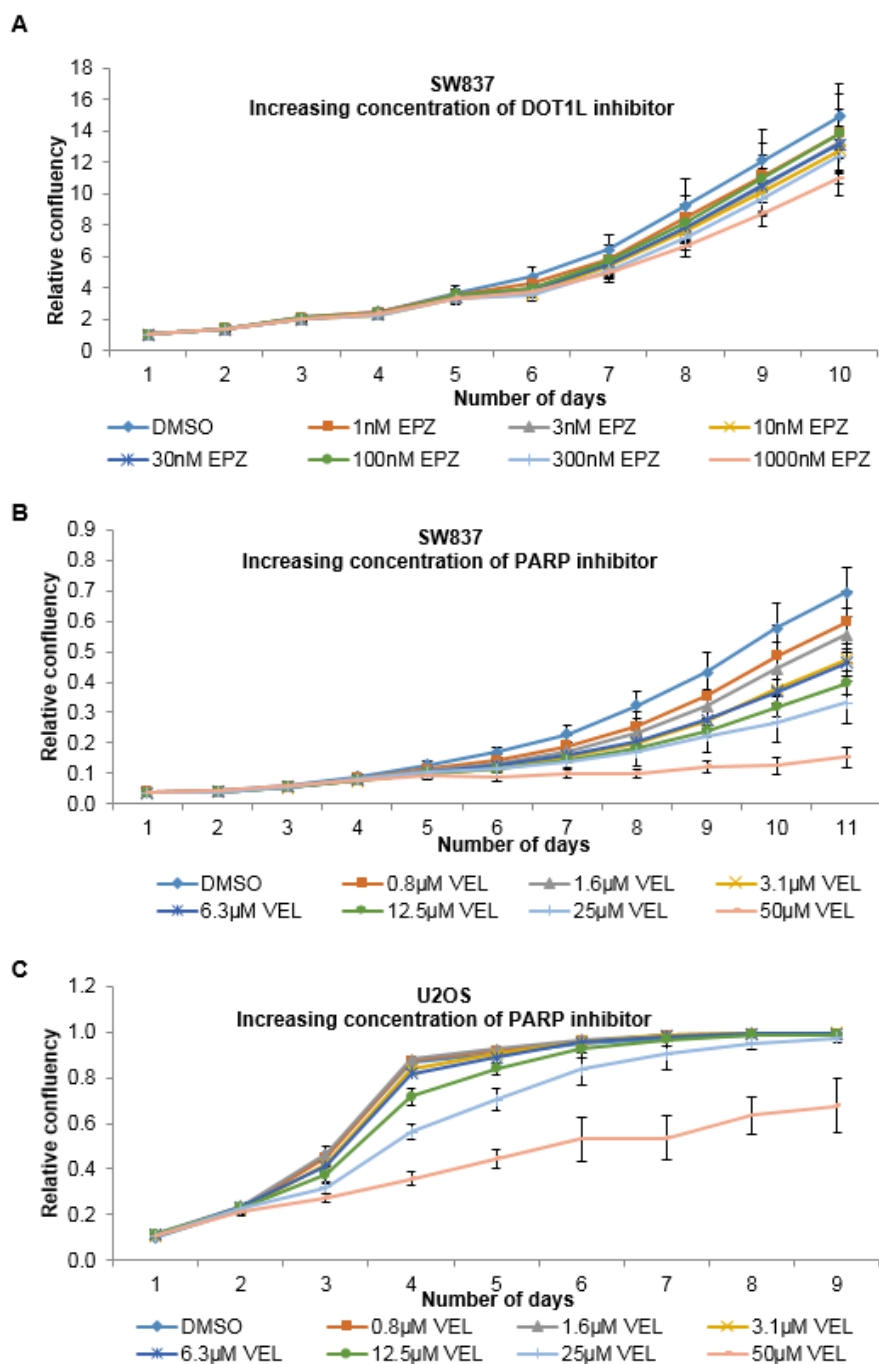 A
SW837
Increasing concentration of DOT1L inhibitor
Relative confluency
18
16
14
12
10
8
6
4
2
0
1 2 3 4 5 6 7 8 9 10
Number of days
DMSO 1nM EPZ 3nM EPZ 10nM EPZ
30nM EPZ 100nM EPZ 300nM EPZ 1000nM EPZ
B
SW837
Increasing concentration of PARP inhibitor
Relative confluency
0.9
0.8
0.7
0.6
0.5
0.4
0.3
0.2
0.1
0.0
1 2 3 4 5 6 7 8 9 10 11
Number of days
DMSO 0.8µM VEL 1.6µM VEL 3.1µM VEL
6.3µM VEL 12.5µM VEL 25µM VEL 50µM VEL
C
U2OS
Increasing concentration of PARP inhibitor
Relative confluency
1.2
1.0
0.8
0.6
0.4
0.2
0.0
1 2 3 4 5 6 7 8 9
Number of days
DMSO 0.8µM VEL 1.6µM VEL 3.1µM VEL
6.3µM VEL 12.5µM VEL 25µM VEL 50µM VEL